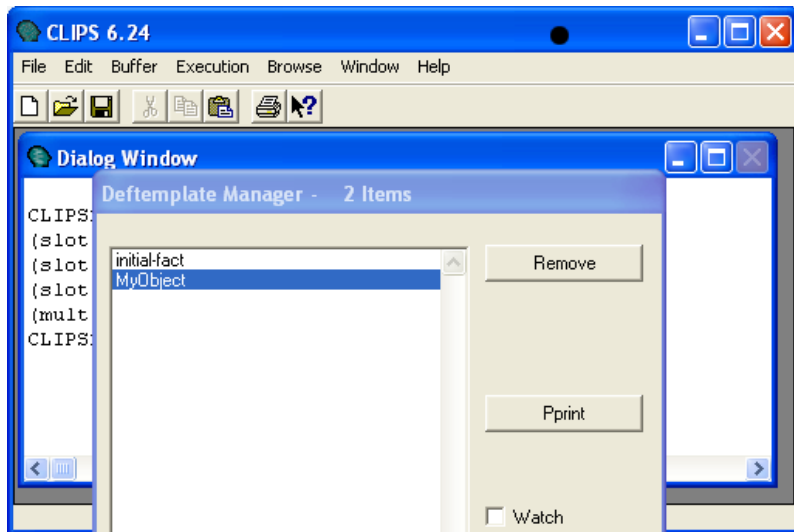 CLIPS 6.24
File Edit Buffer Execution Browse Window Help
Dialog Window
Deftemplate Manager - 2 Items
CLIPS
(slot
(slot
(slot
(mult
CLIPS
initial-fact
MyObject
Remove
Pprint
Watch